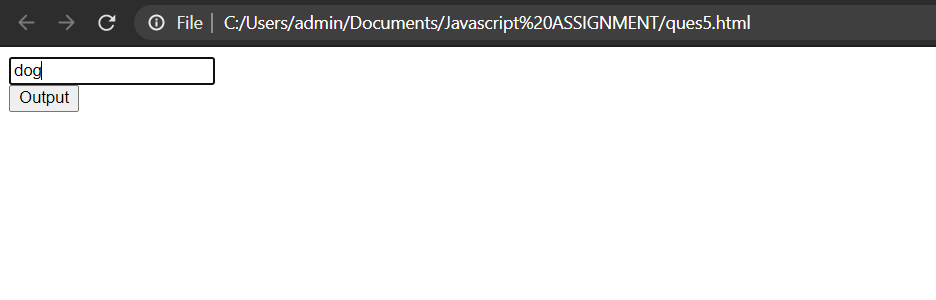 File C:/Users/admin/Documents/Javascript%20ASSIGNMENT/ques5.html
dog
Output